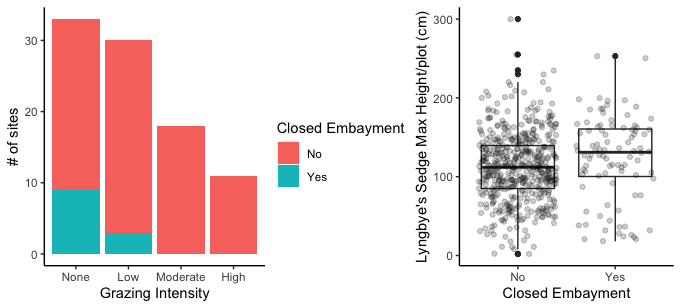 # of sites
30
20
10
0
None Low Moderate High
Grazing Intensity
Closed Embayment
No
Yes
Lyngbye's Sedge Max Height/plot (cm)
300
200
100
0
No Yes
Closed Embayment